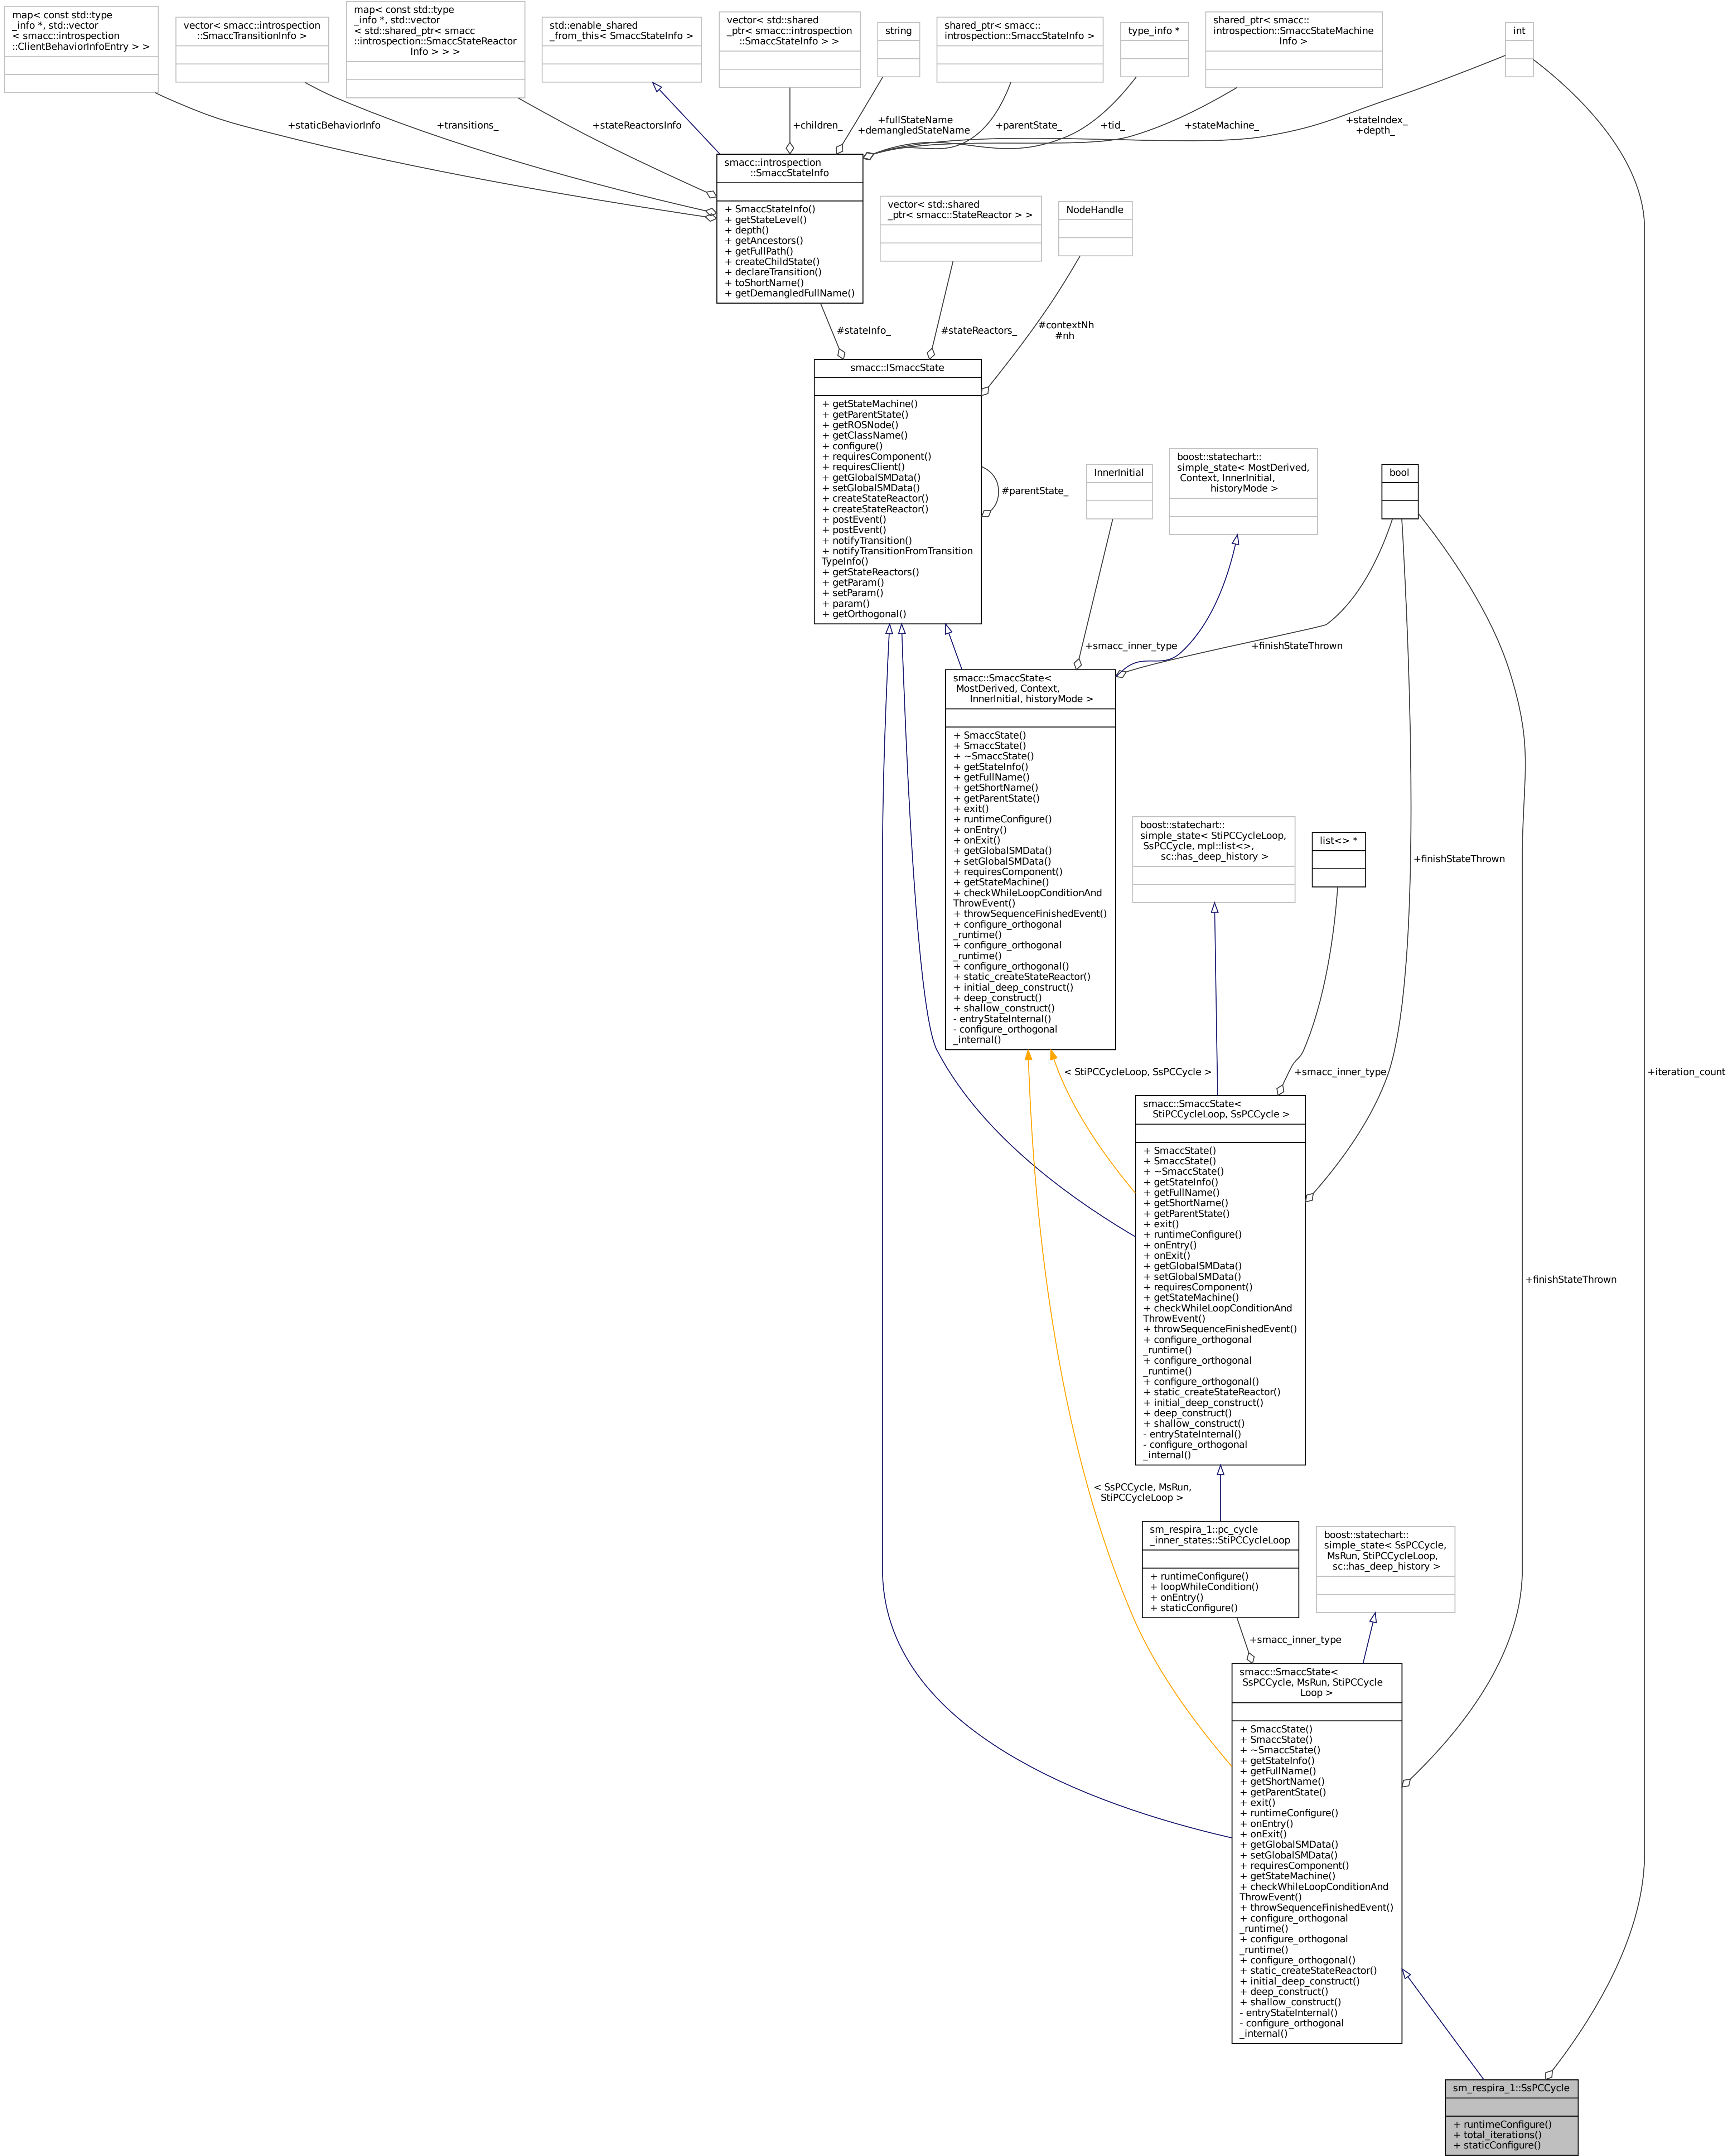 map< const std::type
_info *, std::vector
< smacc::introspection
::ClientBehaviorInfoEntry > >
vector< smacc::introspection
::SmaccTransitionInfo >
map< const std::type
_info *, std::vector
< std::shared_ptr< smacc
::introspection::SmaccStateReactor
Info > > >
std::enable_shared
_from_this< SmaccStateInfo >
vector< std::shared
_ptr< smacc::introspection
::SmaccStateInfo > >
string
shared_ptr< smacc::
introspection::SmaccStateInfo >
type_info *
shared_ptr< smacc::
introspection::SmaccStateMachine
Info >
int
+staticBehaviorInfo
+transitions_
+stateReactorsInfo
+children_
+fullStateName
+demangledStateName
+parentState_
+tid_
+stateMachine_
+stateIndex_
+depth_
smacc::introspection
::SmaccStateInfo
+ SmaccStateInfo()
+ getStateLevel()
+ depth()
+ getAncestors()
+ getFullPath()
+ createChildState()
+ declareTransition()
+ toShortName()
+ getDemangledFullName()
vector< std::shared
_ptr< smacc::StateReactor > >
NodeHandle
#stateInfo_
#stateReactors_
#contextNh
#nh
smacc::ISmaccState
+ getStateMachine()
+ getParentState()
+ getROSNode()
+ getClassName()
+ configure()
+ requiresComponent()
+ requiresClient()
+ getGlobalSMData()
+ setGlobalSMData()
+ createStateReactor()
+ createStateReactor()
+ postEvent()
+ postEvent()
+ notifyTransition()
+ notifyTransitionFromTransition
TypeInfo()
+ getStateReactors()
+ getParam()
+ setParam()
+ param()
+ getOrthogonal()
#parentState_
InnerInitial
boost::statechart::
simple_state< MostDerived,
Context, InnerInitial,
historyMode >
bool
+smacc_inner_type
+finishStateThrown
smacc::SmaccState<
MostDerived, Context,
InnerInitial, historyMode >
+ SmaccState()
+ SmaccState()
+ ~SmaccState()
+ getStateInfo()
+ getFullName()
+ getShortName()
+ getParentState()
+ exit()
+ runtimeConfigure()
+ onEntry()
+ onExit()
+ getGlobalSMData()
+ setGlobalSMData()
+ requiresComponent()
+ getStateMachine()
+ checkWhileLoopConditionAnd
ThrowEvent()
+ throwSequenceFinishedEvent()
+ configure_orthogonal
_runtime()
+ configure_orthogonal
_runtime()
+ configure_orthogonal()
+ static_createStateReactor()
+ initial_deep_construct()
+ deep_construct()
+ shallow_construct()
- entryStateInternal()
- configure_orthogonal
_internal()
boost::statechart::
simple_state< StiPCCycleLoop,
SsPCCycle, mpl::list<>,
sc::has_deep_history >
list<> *
+finishStateThrown
< StiPCCycleLoop, SsPCCycle >
+smacc_inner_type
+iteration_count
smacc::SmaccState<
StiPCCycleLoop, SsPCCycle >
+ SmaccState()
+ SmaccState()
+ ~SmaccState()
+ getStateInfo()
+ getFullName()
+ getShortName()
+ getParentState()
+ exit()
+ runtimeConfigure()
+ onEntry()
+ onExit()
+ getGlobalSMData()
+ setGlobalSMData()
+ requiresComponent()
+ getStateMachine()
+ checkWhileLoopConditionAnd
ThrowEvent()
+ throwSequenceFinishedEvent()
+ configure_orthogonal
_runtime()
+ configure_orthogonal
_runtime()
+ configure_orthogonal()
+ static_createStateReactor()
+ initial_deep_construct()
+ deep_construct()
+ shallow_construct()
- entryStateInternal()
- configure_orthogonal
_internal()
+finishStateThrown
< SsPCCycle, MsRun,
StiPCCycleLoop >
sm_respira_1::pc_cycle
_inner_states::StiPCCycleLoop
+ runtimeConfigure()
+ loopWhileCondition()
+ onEntry()
+ staticConfigure()
boost::statechart::
simple_state< SsPCCycle,
MsRun, StiPCCycleLoop,
sc::has_deep_history >
+smacc_inner_type
smacc::SmaccState<
SsPCCycle, MsRun, StiPCCycle
Loop >
+ SmaccState()
+ SmaccState()
+ ~SmaccState()
+ getStateInfo()
+ getFullName()
+ getShortName()
+ getParentState()
+ exit()
+ runtimeConfigure()
+ onEntry()
+ onExit()
+ getGlobalSMData()
+ setGlobalSMData()
+ requiresComponent()
+ getStateMachine()
+ checkWhileLoopConditionAnd
ThrowEvent()
+ throwSequenceFinishedEvent()
+ configure_orthogonal
_runtime()
+ configure_orthogonal
_runtime()
+ configure_orthogonal()
+ static_createStateReactor()
+ initial_deep_construct()
+ deep_construct()
+ shallow_construct()
- entryStateInternal()
- configure_orthogonal
_internal()
sm_respira_1::SsPCCycle
+ runtimeConfigure()
+ total_iterations()
+ staticConfigure()